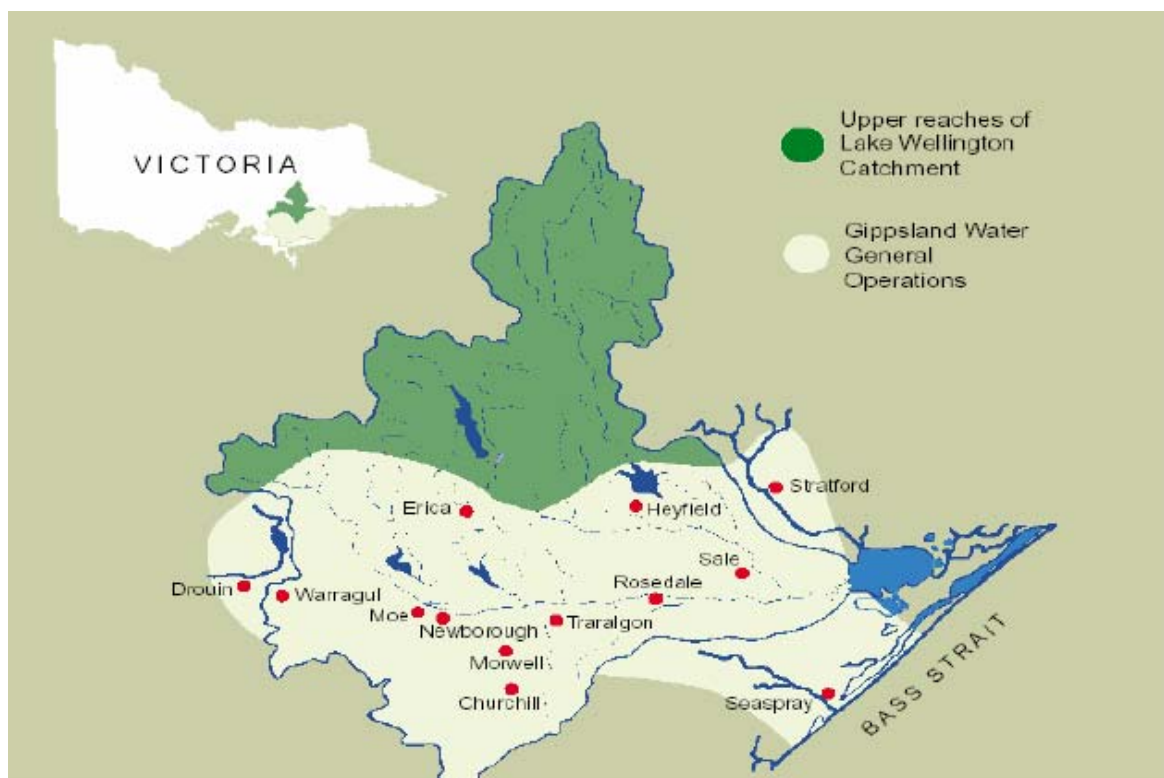 VICTORIA
Upper reaches of
Lake Wellington
Catchment
Gippsland Water
General
Operations
Stratford
Erica
Heyfield
Sale
Rosedale
Drouin
Warragul
Moe
Newborough
Traralgon
Morwell
Churchill
Seaspray
BASS STRAIT